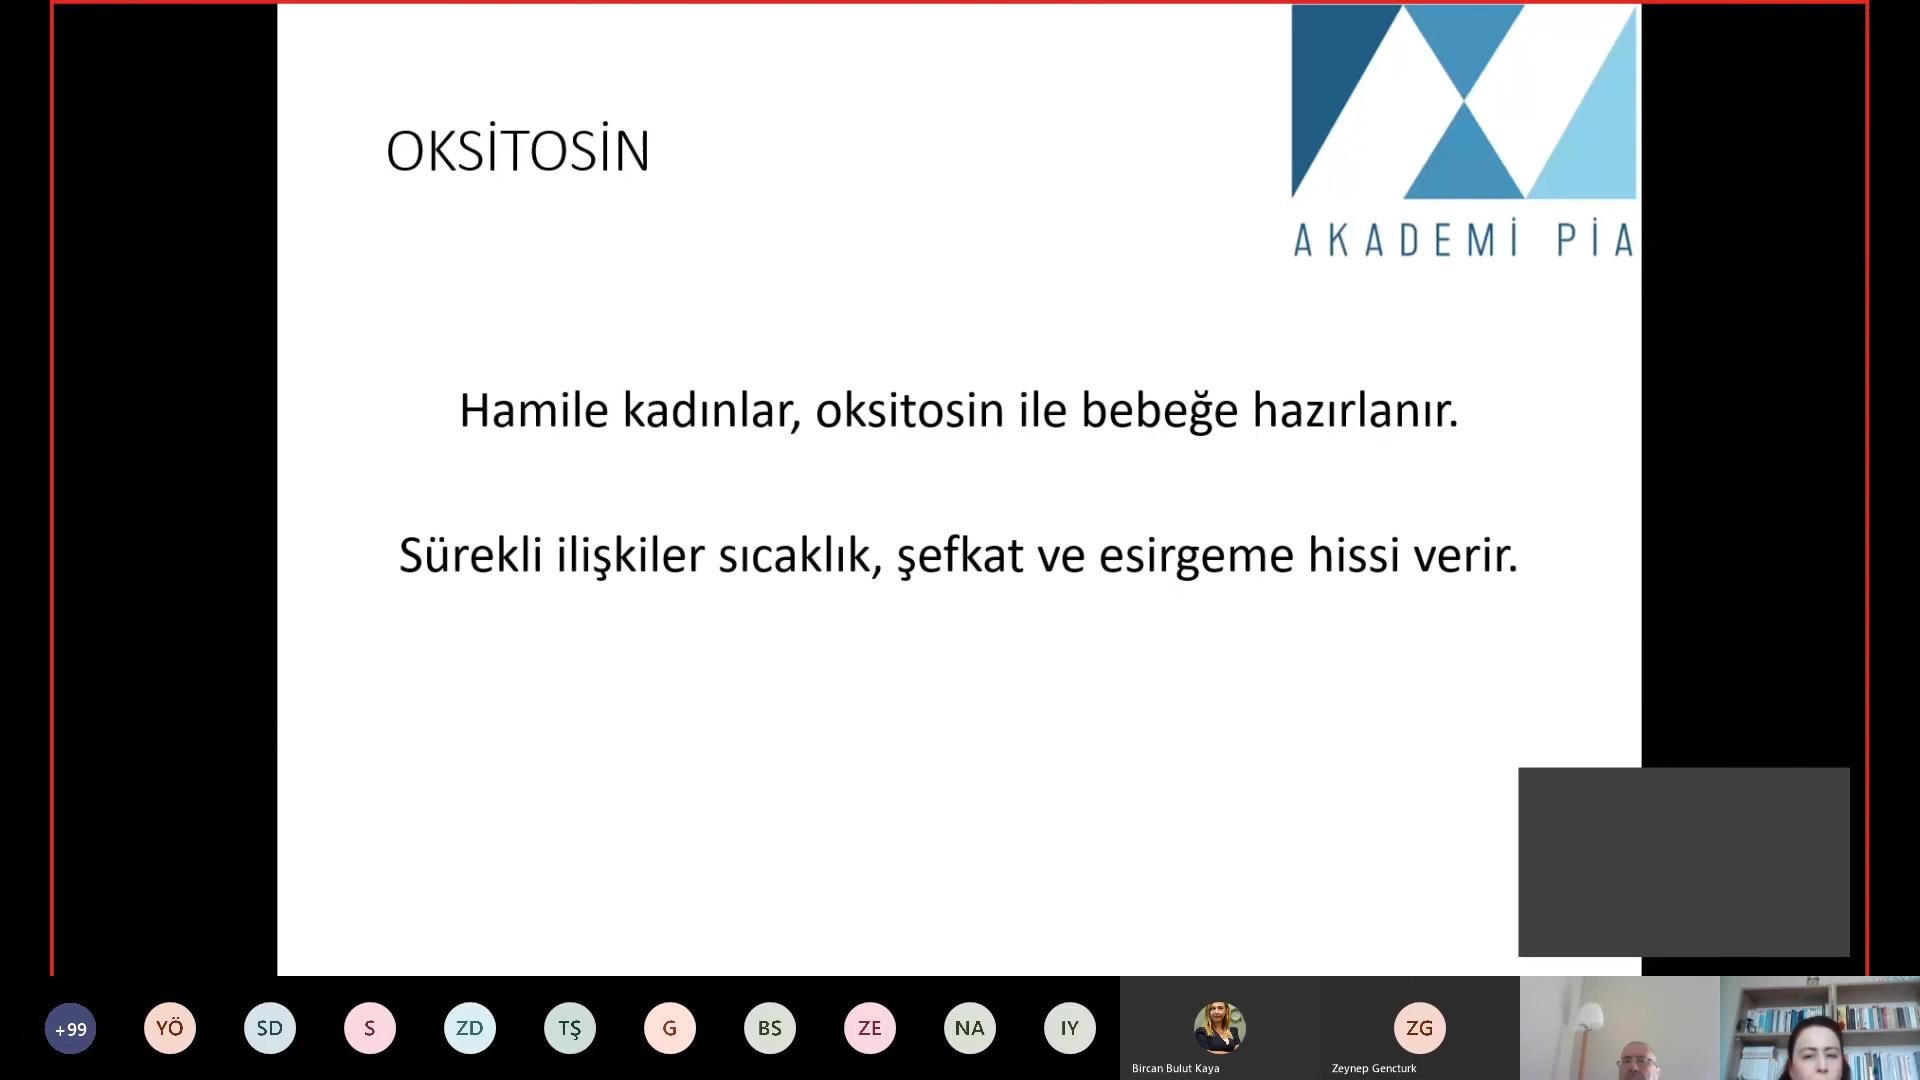 OKSİTOSİN
AKADEMİ PİA
Hamile kadınlar, oksitosin ile bebeğe hazırlanır.
Sürekli ilişkiler sıcaklık, şefkat ve esirgeme hissi verir.
+99
YÖ
SD
S
ZD
TŞ
G
BS
ZE
NA
IY
Bircan Bulut Kaya
ZG
Zeynep Gencturk